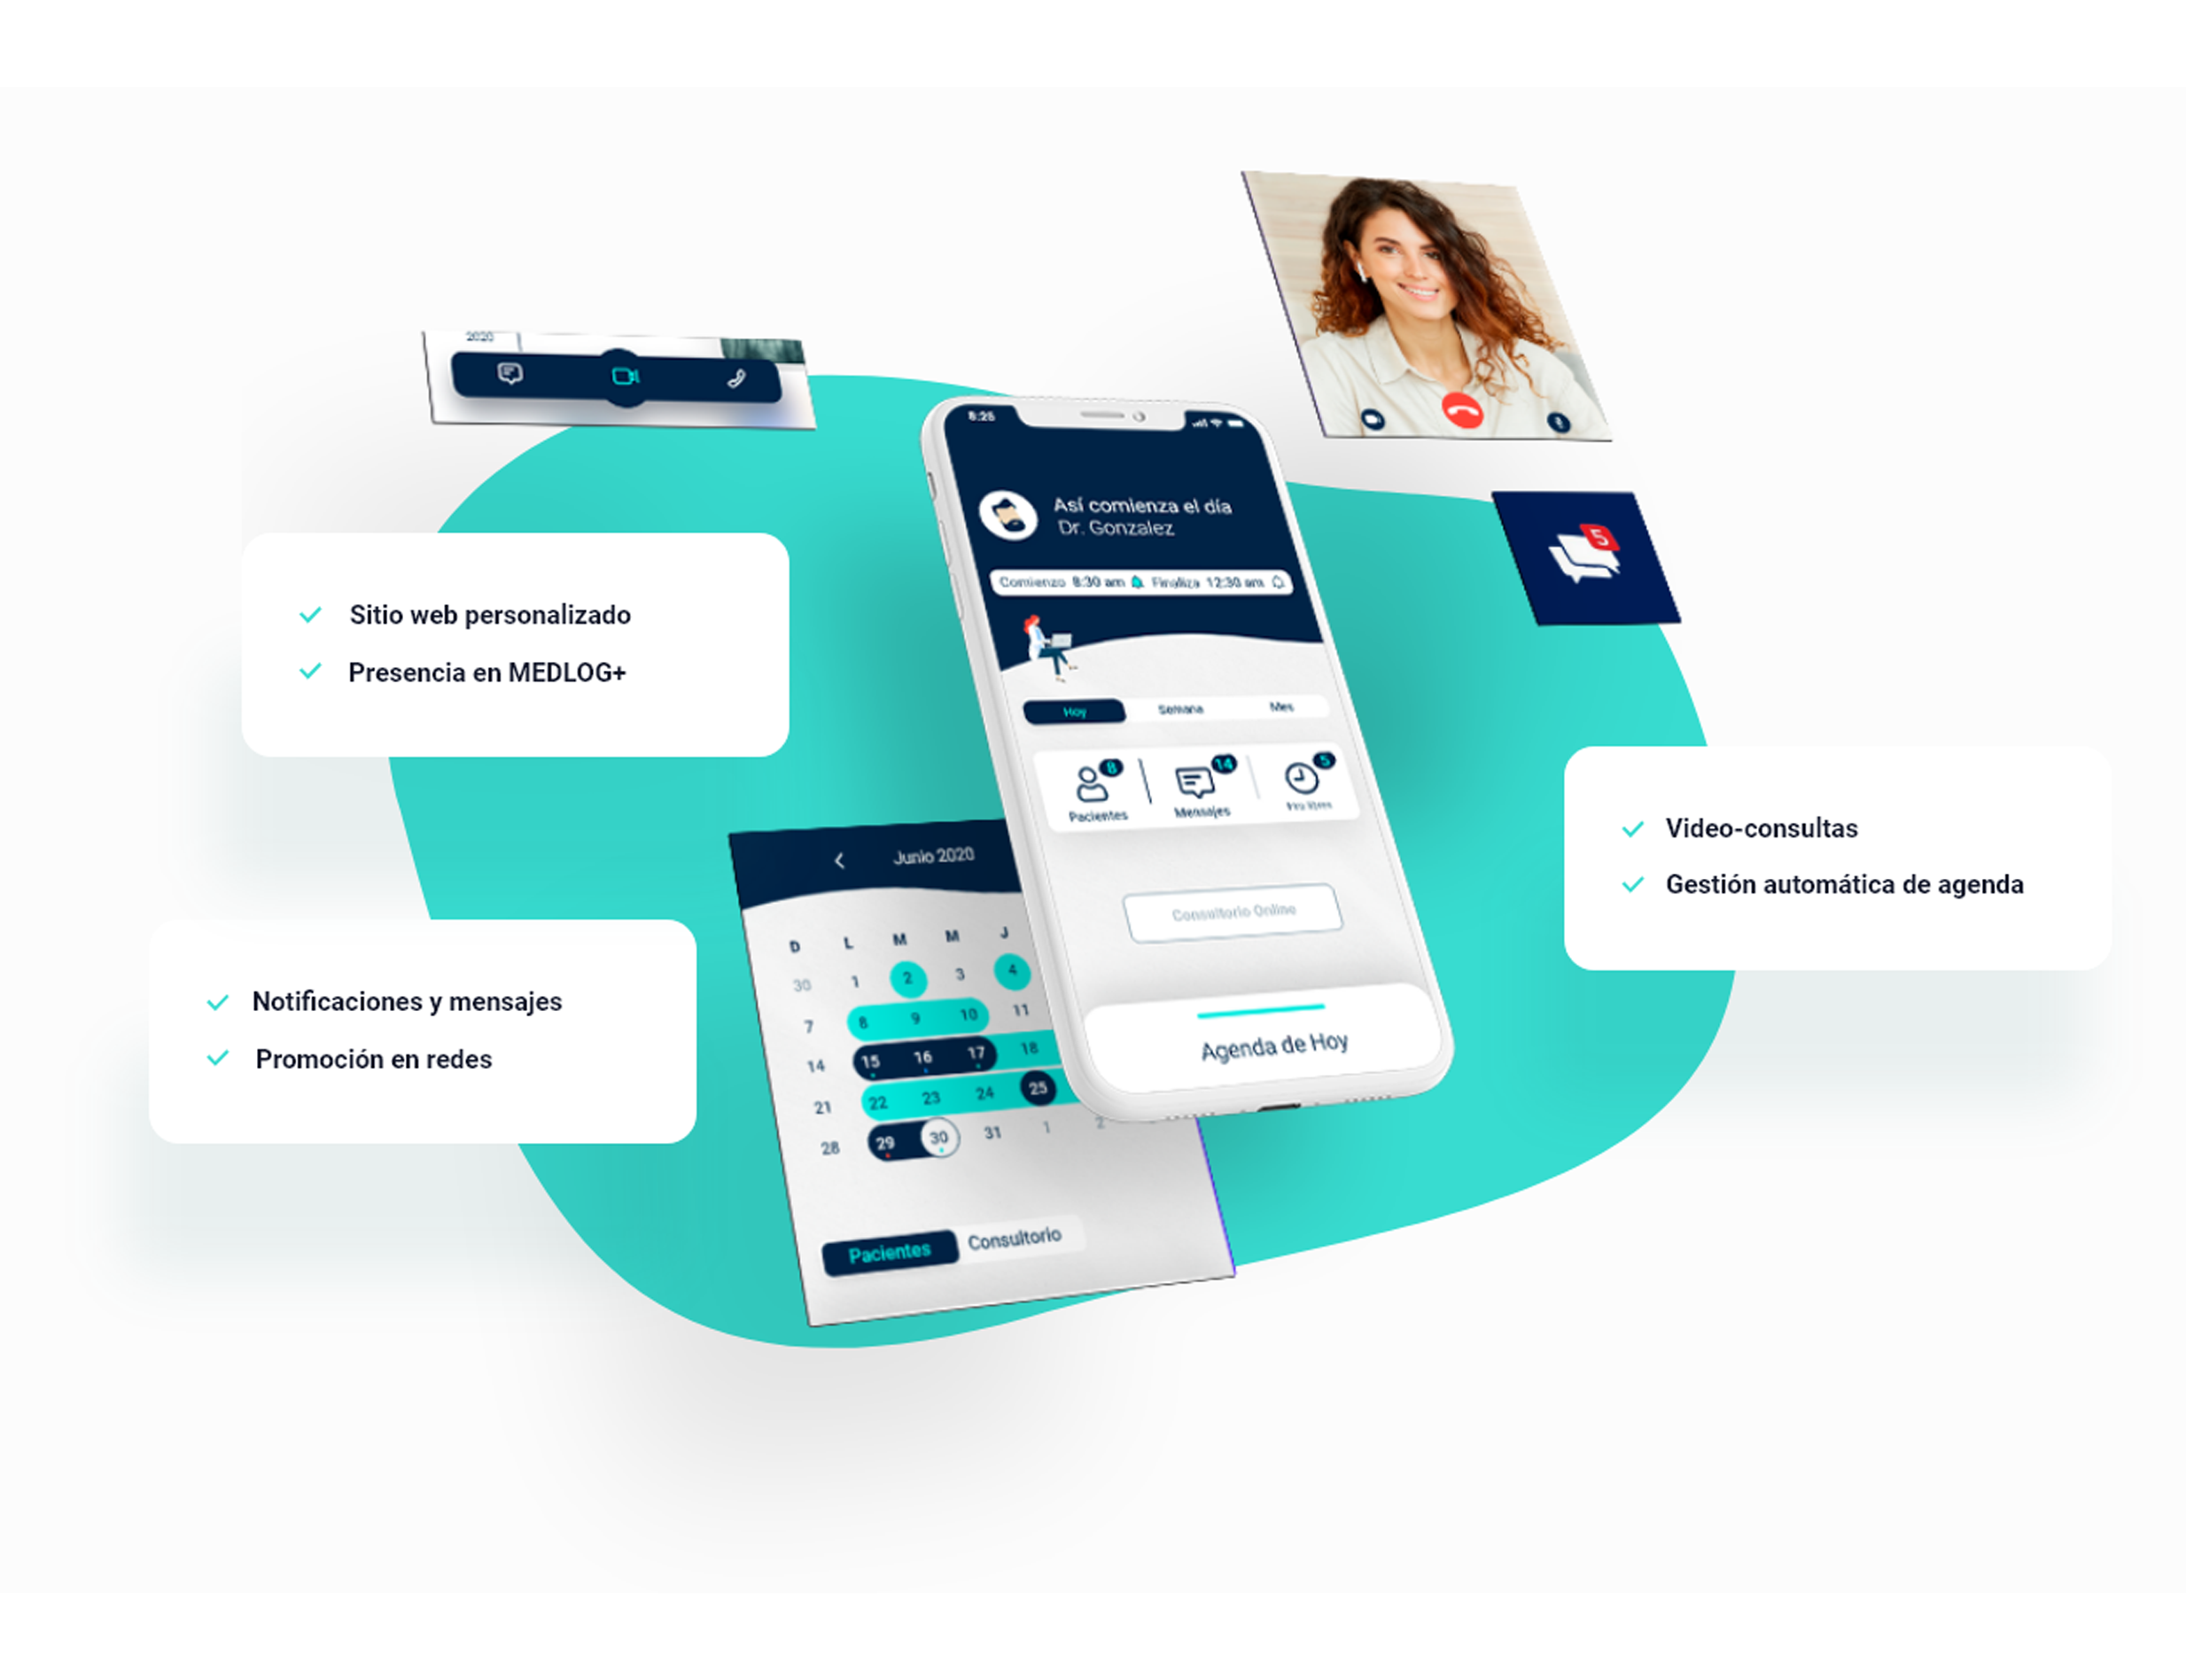 2020
5
8:25
Así comienza el día
Dr. Gonzalez
Comienzo 8:30 am Finaliza 12:30 am
Sitio web personalizado
Presencia en MEDLOG+
Hoy Semana Mes
8 14 5
Pacientes Mensajes
Video-consultas
Gestión automática de agenda
Junio 2020
Consultorio Online
D L M M J
30 1 2 3 4
7 8 9 10 11
14 15 16 17 18
21 22 23 24 25
28 29 30 31 1 2
Notificaciones y mensajes
Promoción en redes
Agenda de Hoy
Pacientes Consultorio